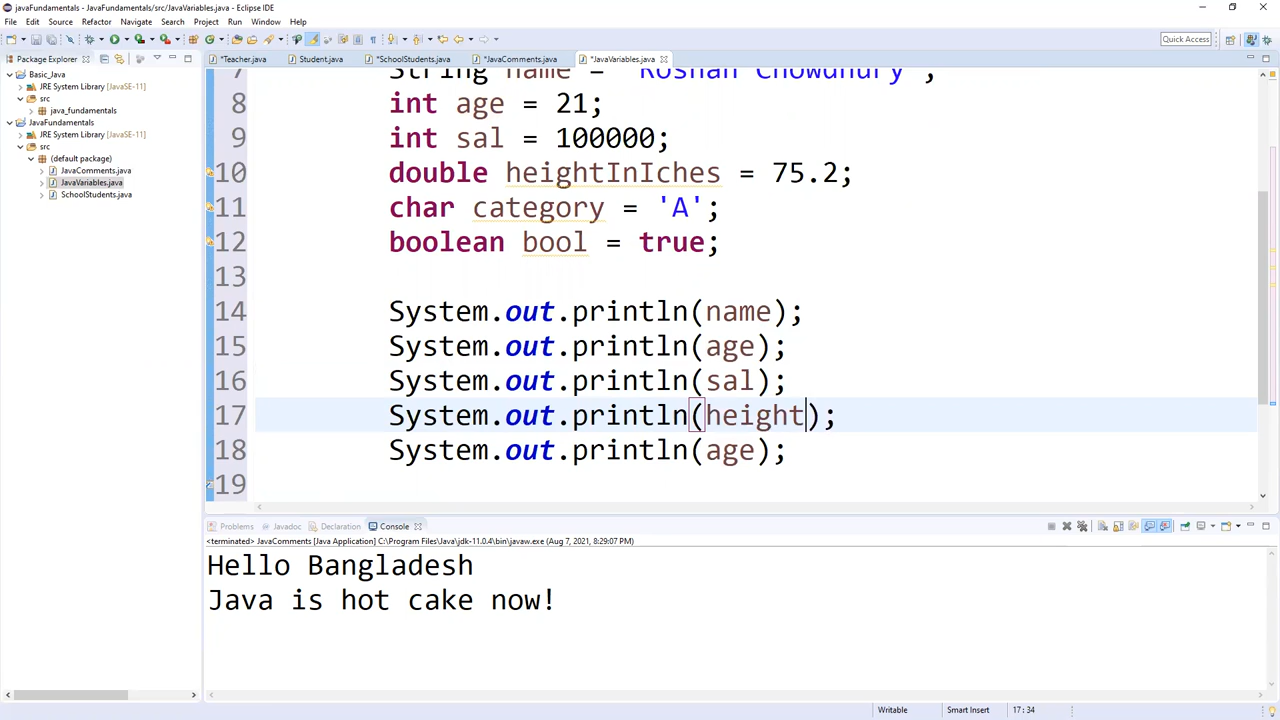 javaFundamentals - JavaFundamentals/src/JavaVariables.java - Eclipse IDE
File Edit Source Refactor Navigate Search Project Run Window Help
Quick Access
Package Explorer
*Teacher.java Student.java *SchoolStudents.java *JavaComments.java *JavaVariables.java
Basic_Java
JRE System Library [JavaSE-11]
src
java_fundamentals
JavaFundamentals
JRE System Library [JavaSE-11]
src
(default package)
JavaComments.java
JavaVariables.java
SchoolStudents.java
7 String name = "Roshan Chowdhury";
8 int age = 21;
9 int sal = 100000;
10 double heightInIches = 75.2;
11 char category = 'A';
12 boolean bool = true;
13
14 System.out.println(name);
15 System.out.println(age);
16 System.out.println(sal);
17 System.out.println(height);
18 System.out.println(age);
19
Problems Javadoc Declaration Console
<terminated> JavaComments [Java Application] C:\Program Files\Java\jdk-11.0.4\bin\javaw.exe (Aug 7, 2021, 8:29:07 PM)
Hello Bangladesh
Java is hot cake now!
Writable Smart Insert 17 : 34